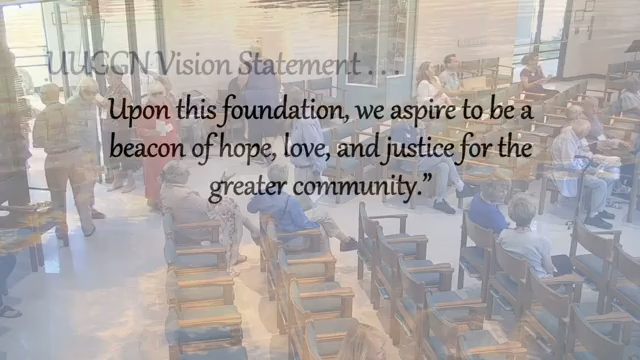 UUGGN Vision Statement . . .
Upon this foundation, we aspire to be a
beacon of hope, love, and justice for the
greater community.”